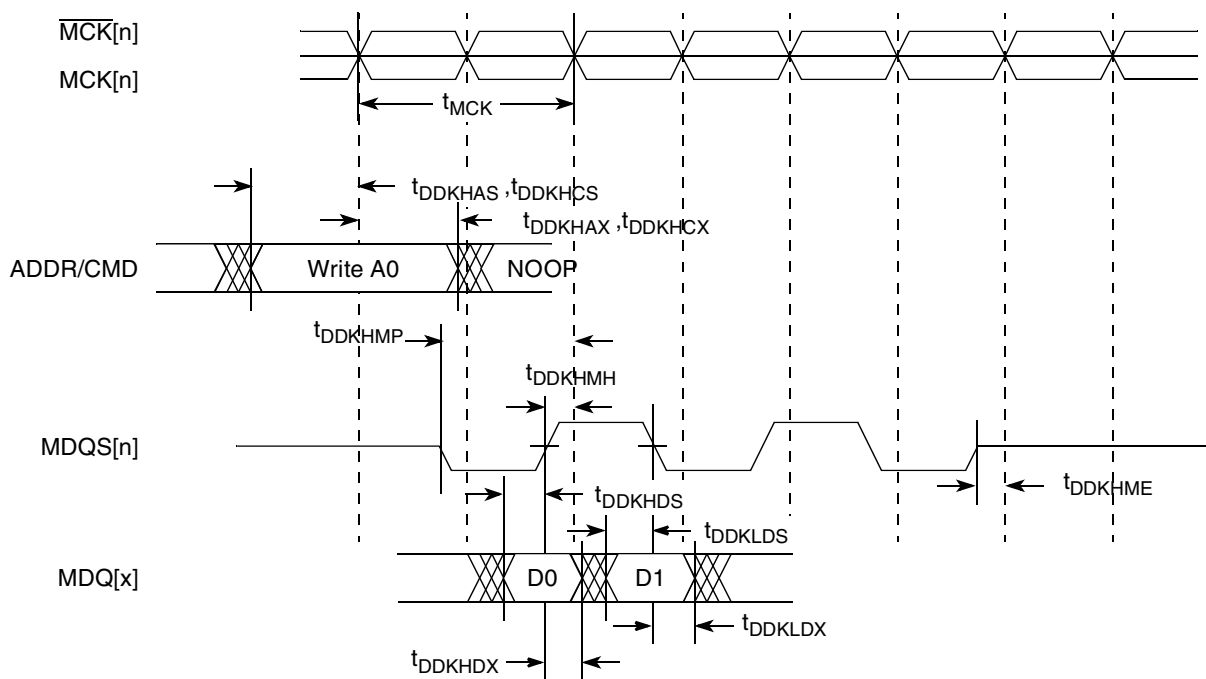 MCK[n]
MCK[n]
tMCK
tDDKHAS ,tDDKHCS
tDDKHAX ,tDDKHCX
ADDR/CMD
Write A0
NOOP
tDDKHMP
tDDKHMH
MDQS[n]
tDDKHME
tDDKHDS
tDDKLDS
MDQ[x]
D0
D1
tDDKLDX
tDDKHDX